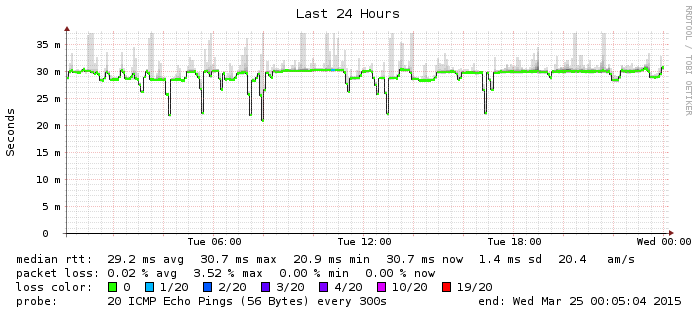 Last 24 Hours
RRDTOOL / TOBI OETIKER
Seconds
35 m
30 m
25 m
20 m
15 m
10 m
5 m
0
Tue 06:00 Tue 12:00 Tue 18:00 Wed 00:00
median rtt: 29.2 ms avg 30.7 ms max 20.9 ms min 30.7 ms now 1.4 ms sd 20.4 am/s
packet loss: 0.02 % avg 3.52 % max 0.00 % min 0.00 % now
loss color: 0 1/20 2/20 3/20 4/20 10/20 19/20
probe: 20 ICMP Echo Pings (56 Bytes) every 300s end: Wed Mar 25 00:05:04 2015